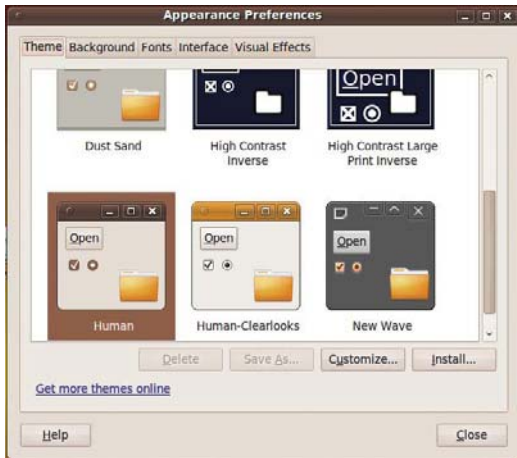 Appearance Preferences
Theme Background Fonts Interface Visual Effects
Open
Dust Sand
High Contrast Inverse
High Contrast Large Print Inverse
Open
Open
Open
Human
Human-Clearlooks
New Wave
Delete Save As... Customize... Install...
Get more themes online
Help Close